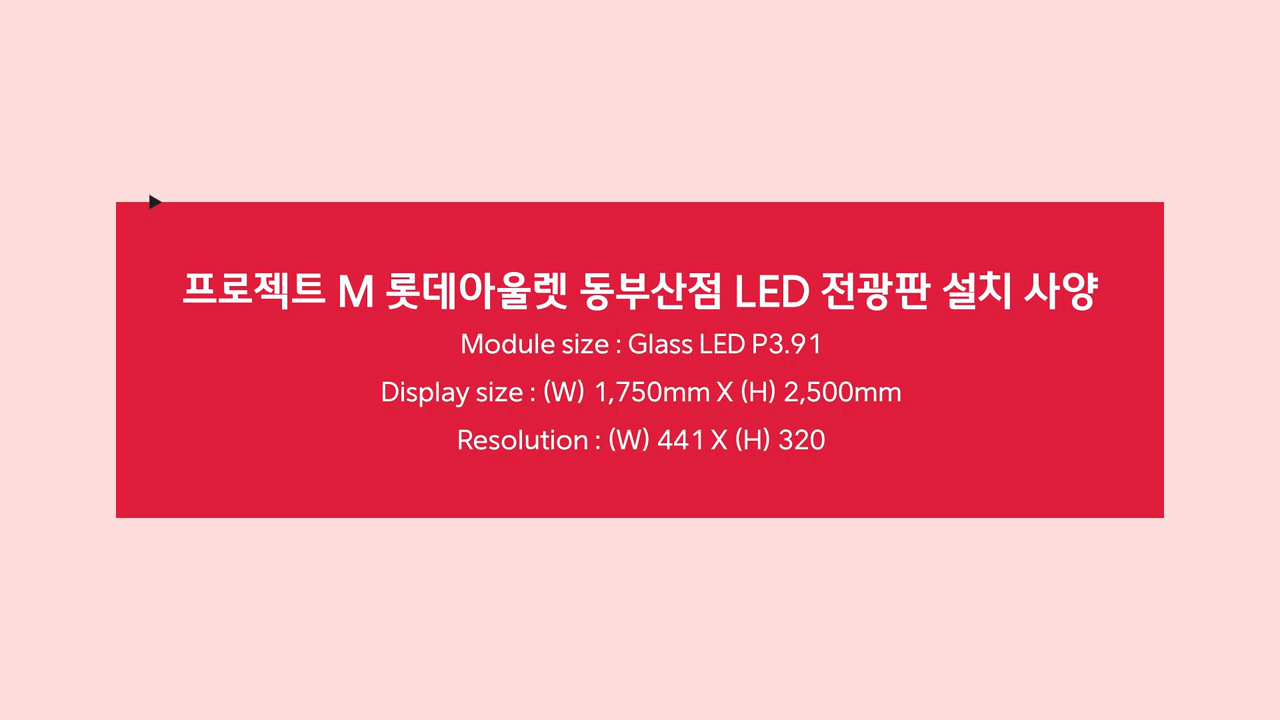 프로젝트 M 롯데아울렛 동부산점 LED 전광판 설치 사양
Module size : Glass LED P3.91
Display size : (W) 1,750mm X (H) 2,500mm
Resolution : (W) 441 X (H) 320